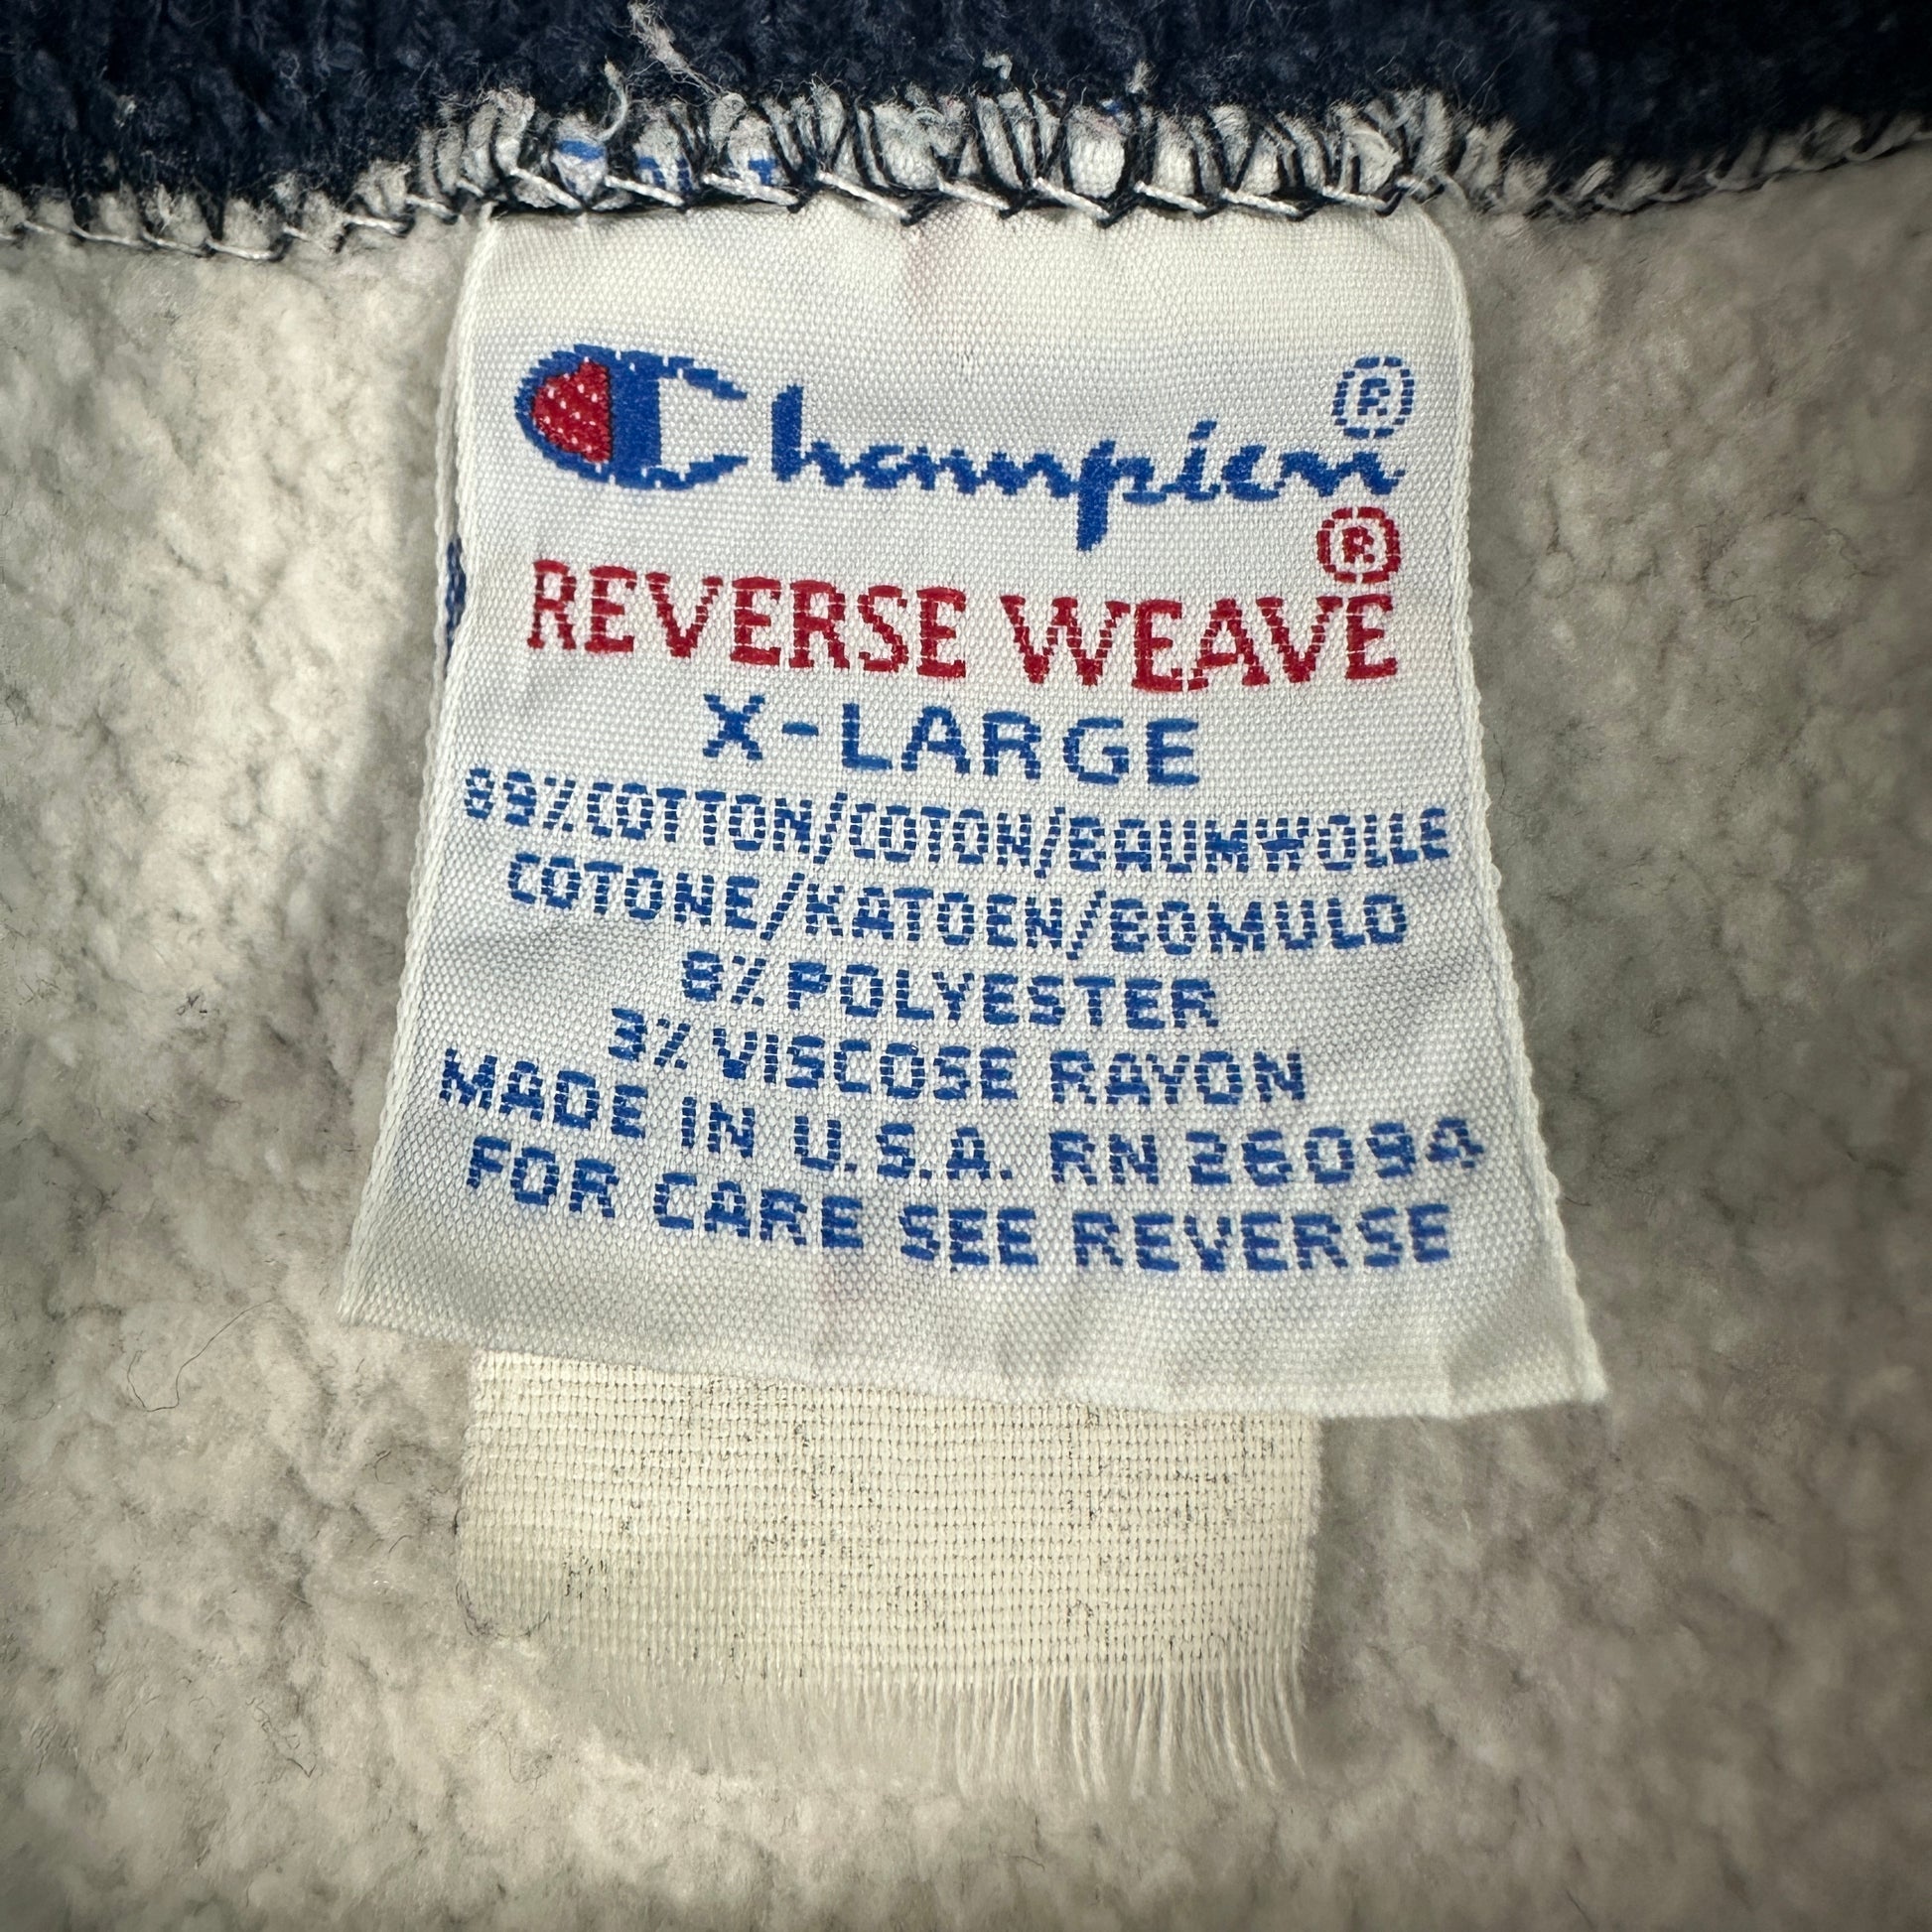 Champion®
REVERSE WEAVE®
X-LARGE
89% COTTON/COTON/BAUMWOLLE
COTONE/KATOEN/BOMULD
8% POLYESTER
3% VISCOSE RAYON
MADE IN U.S.A. RN 26094
FOR CARE SEE REVERSE